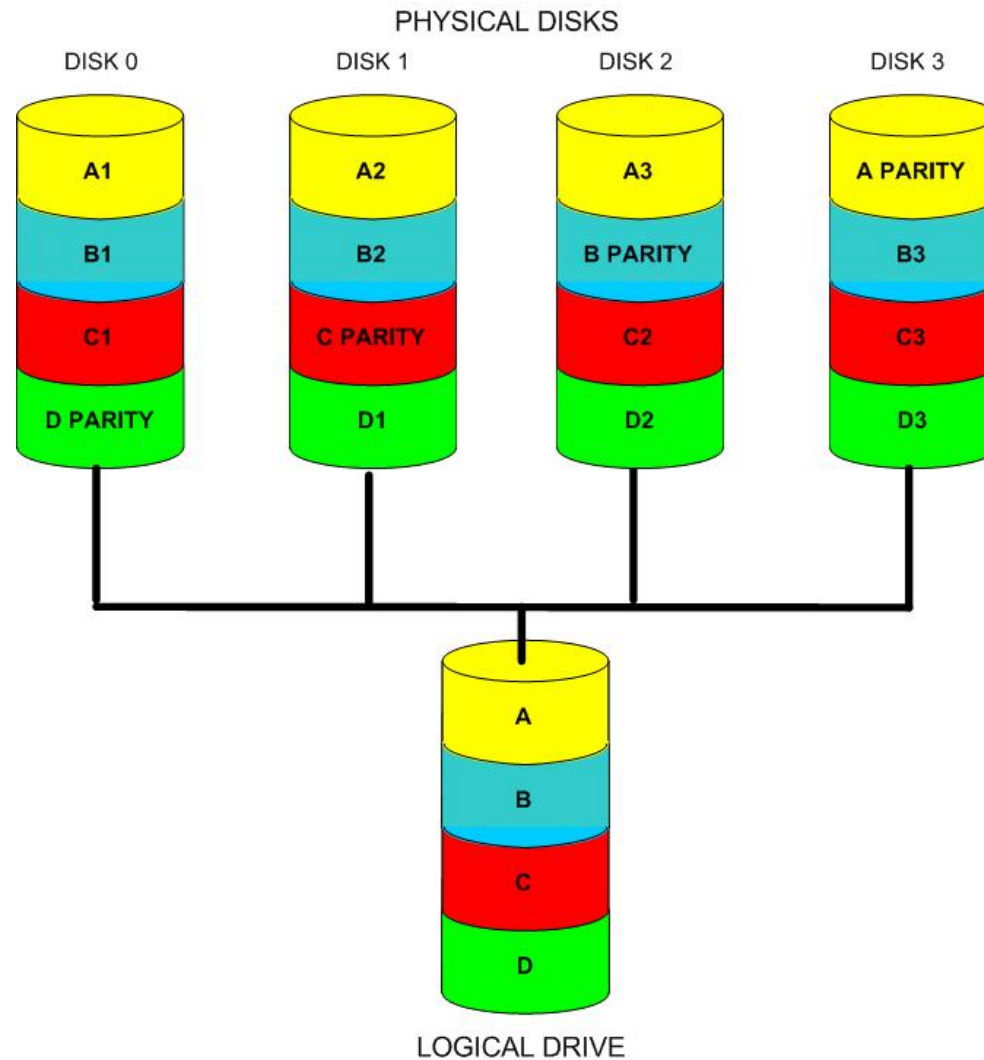 PHYSICAL DISKS
DISK 0 DISK 1 DISK 2 DISK 3
A1 A2 A3 A PARITY
B1 B2 B PARITY B3
C1 C PARITY C2 C3
D PARITY D1 D2 D3
A
B
C
D
LOGICAL DRIVE